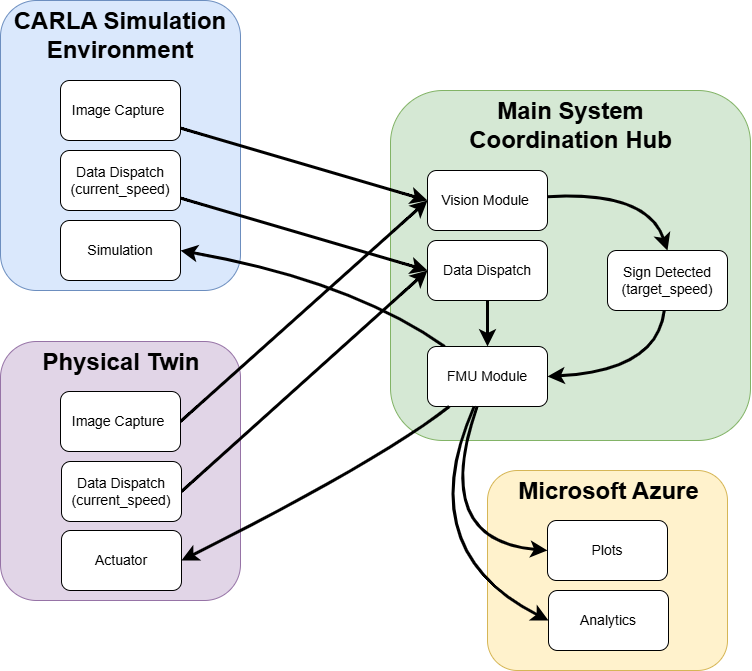 CARLA Simulation
Environment
Image Capture
Data Dispatch
(current_speed)
Simulation
Main System
Coordination Hub
Vision Module
Data Dispatch
Sign Detected
(target_speed)
FMU Module
Physical Twin
Image Capture
Data Dispatch
(current_speed)
Actuator
Microsoft Azure
Plots
Analytics